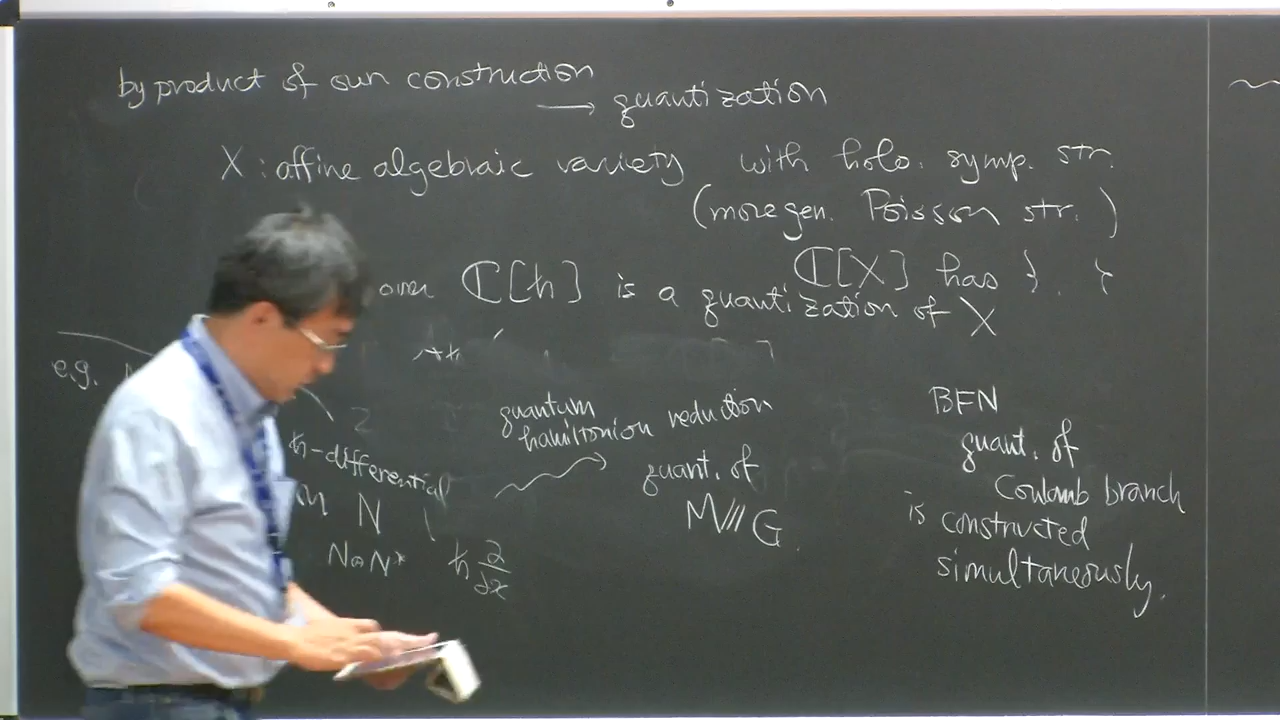 by product of our construction
→ quantization
X : affine algebraic variety with holo. symp. str.
(more gen. Poisson str. )
ℂ[X] has { , }
over ℂ[ħ] is a quantization of X
e.g.
ħ-differential
N
N⊕N* ħ ∂/∂x
quantum
hamiltonian reduction
quant. of
M///G.
BFN
quant. of
Coulomb branch
is constructed
simultaneously.